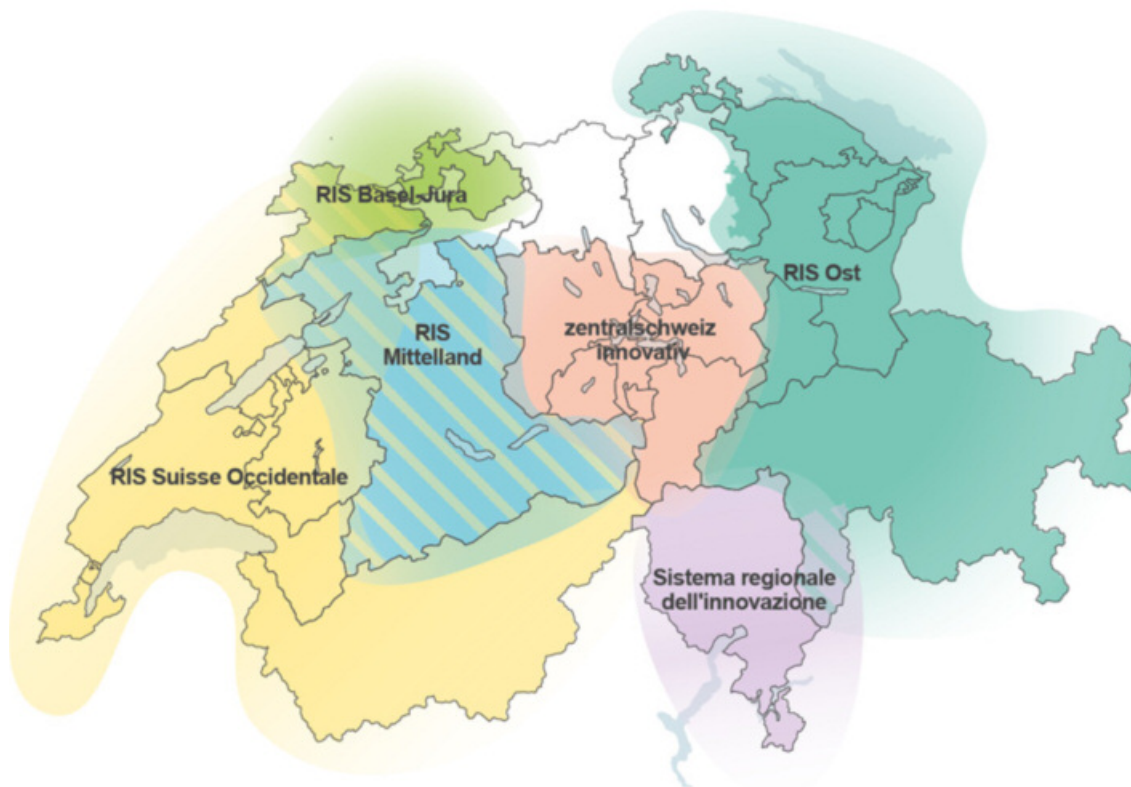 RIS Basel-Jura
RIS Ost
RIS
Mittelland
zentralschweiz
innovativ
RIS Suisse Occidentale
Sistema regionale
dell'innovazione